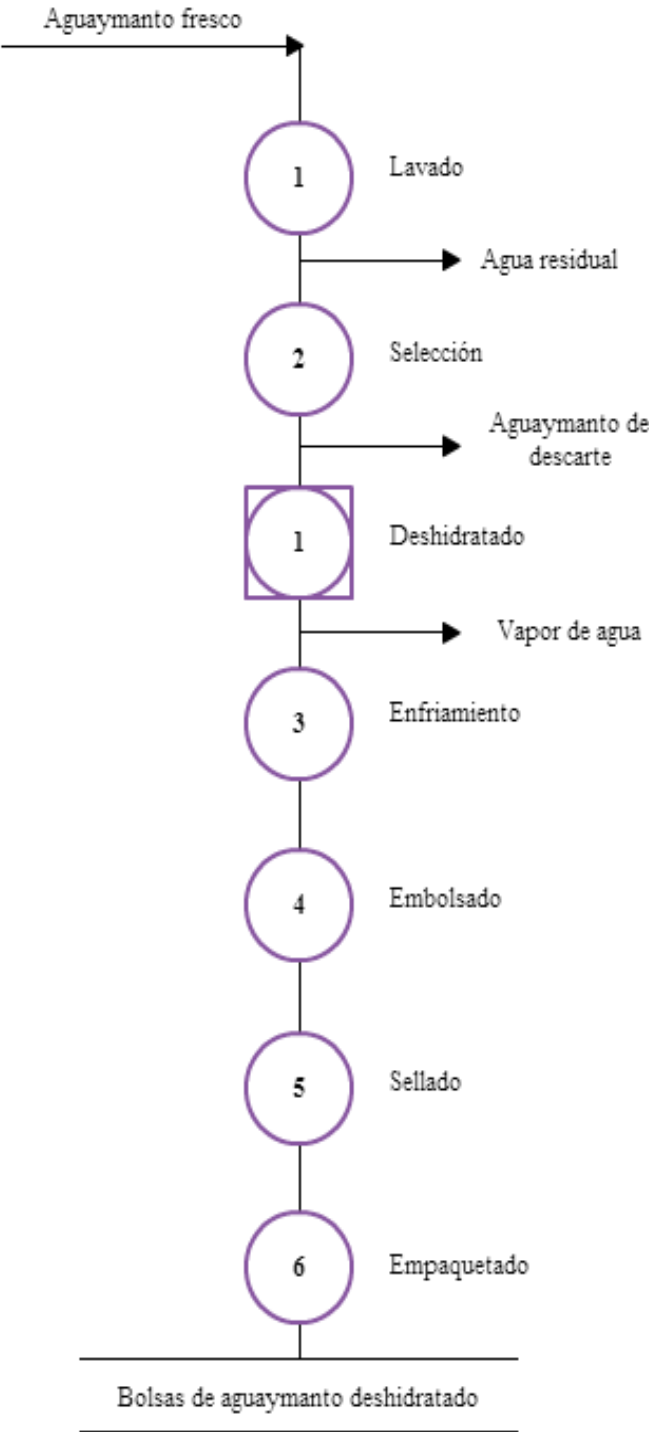 Aguaymanto fresco
1
Lavado
Agua residual
2
Selección
Aguaymanto de
descarte
1
Deshidratado
Vapor de agua
3
Enfriamiento
4
Embolsado
5
Sellado
6
Empaquetado
Bolsas de aguaymanto deshidratado